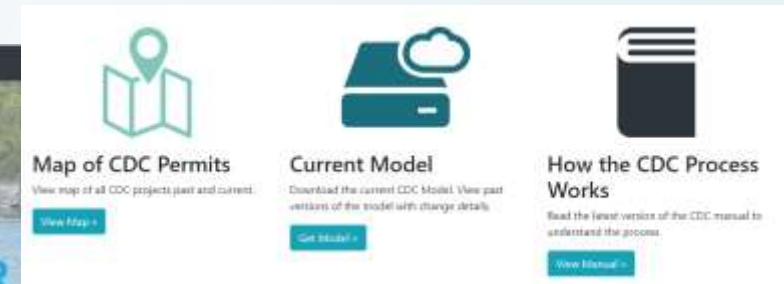 Map of CDC Permits
View map of all CDC projects past and current.
View Map »
Current Model
Download the current CDC Model. View past
versions of the model with change details.
Get Model »
How the CDC Process
Works
Read the latest version of the CDC manual to
understand the process.
View Manual »